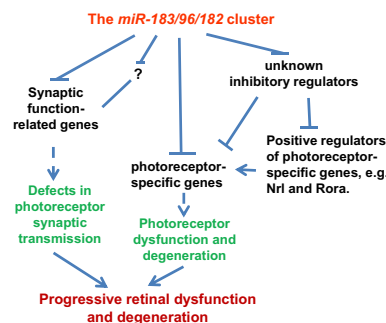 The miR-183/96/182 cluster
?
unknown
inhibitory regulators
Synaptic
function-
related genes
Positive regulators
of photoreceptor-
specific genes, e.g.
Nrl and Rora.
photoreceptor-
specific genes
Defects in
photoreceptor
synaptic
transmission
Photoreceptor
dysfunction and
degeneration
Progressive retinal dysfunction
and degeneration